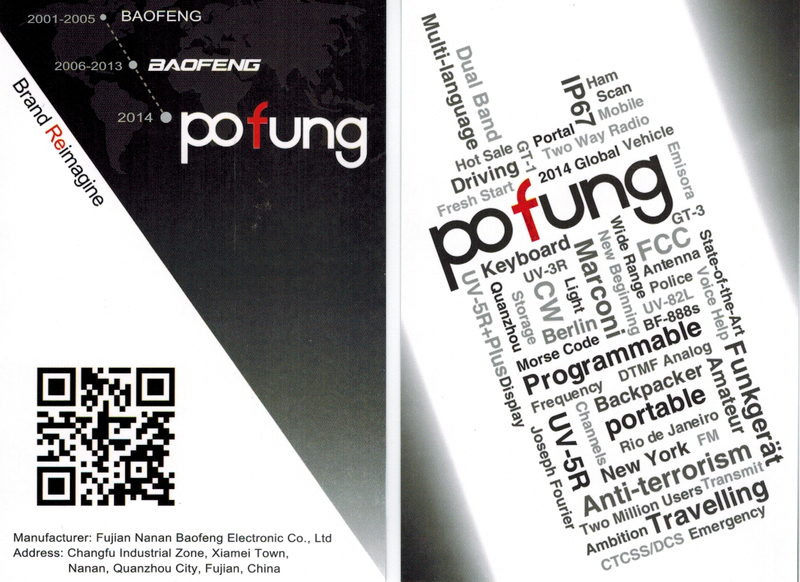 2001-2005 BAOFENG
2006-2013 BAOFENG
2014 pofung
Brand Reimagine
Manufacturer: Fujian Nanan Baofeng Electronic Co., Ltd
Address: Changfu Industrial Zone, Xiamei Town,
Nanan, Quanzhou City, Fujian, China
Multi-language
Dual Band
IP67
Ham
Scan
Mobile
Portal
Two Way Radio
Hot Sale
GT-1
2014 Global Vehicle
Driving
Fresh Start
Emisora
pofung
GT-3
Keyboard
UV-3R
Marconi
Wide Range
New Beginning
FCC
State-of-the-Art
Antenna
Police
Voice Help
UV-82L
BF-888s
UV-5R+Plus
Quanzhou
Storage
CW
Light
Berlin
Morse Code
Programmable
Display
Frequency
DTMF Analog
Backpacker
Amateur
Funkgerät
UV-5R
Channels
portable
Rio de Janeiro
Joseph Fourier
New York
FM
Anti-terrorism
Transmit
Two Million Users
Travelling
Ambition
Emergency
CTCSS/DCS